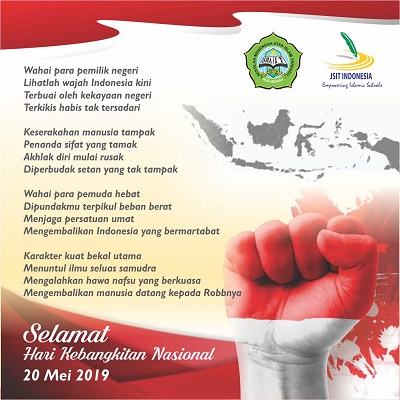 JSIT INDONESIA
Empowering Islamic Schools
Wahai para pemilik negeri
Lihatlah wajah Indonesia kini
Terbuai oleh kekayaan negeri
Terkikis habis tak tersadari
Keserakahan manusia tampak
Penanda sifat yang tamak
Akhlak diri mulai rusak
Diperbudak setan yang tak tampak
Wahai para pemuda hebat
Dipundakmu terpikul beban berat
Menjaga persatuan umat
Mengembalikan Indonesia yang bermartabat
Karakter kuat bekal utama
Menuntul ilmu seluas samudra
Mengalahkan hawa nafsu yang berkuasa
Mengembalikan manusia datang kepada Robbnya
Selamat
Hari Kebangkitan Nasional
20 Mei 2019